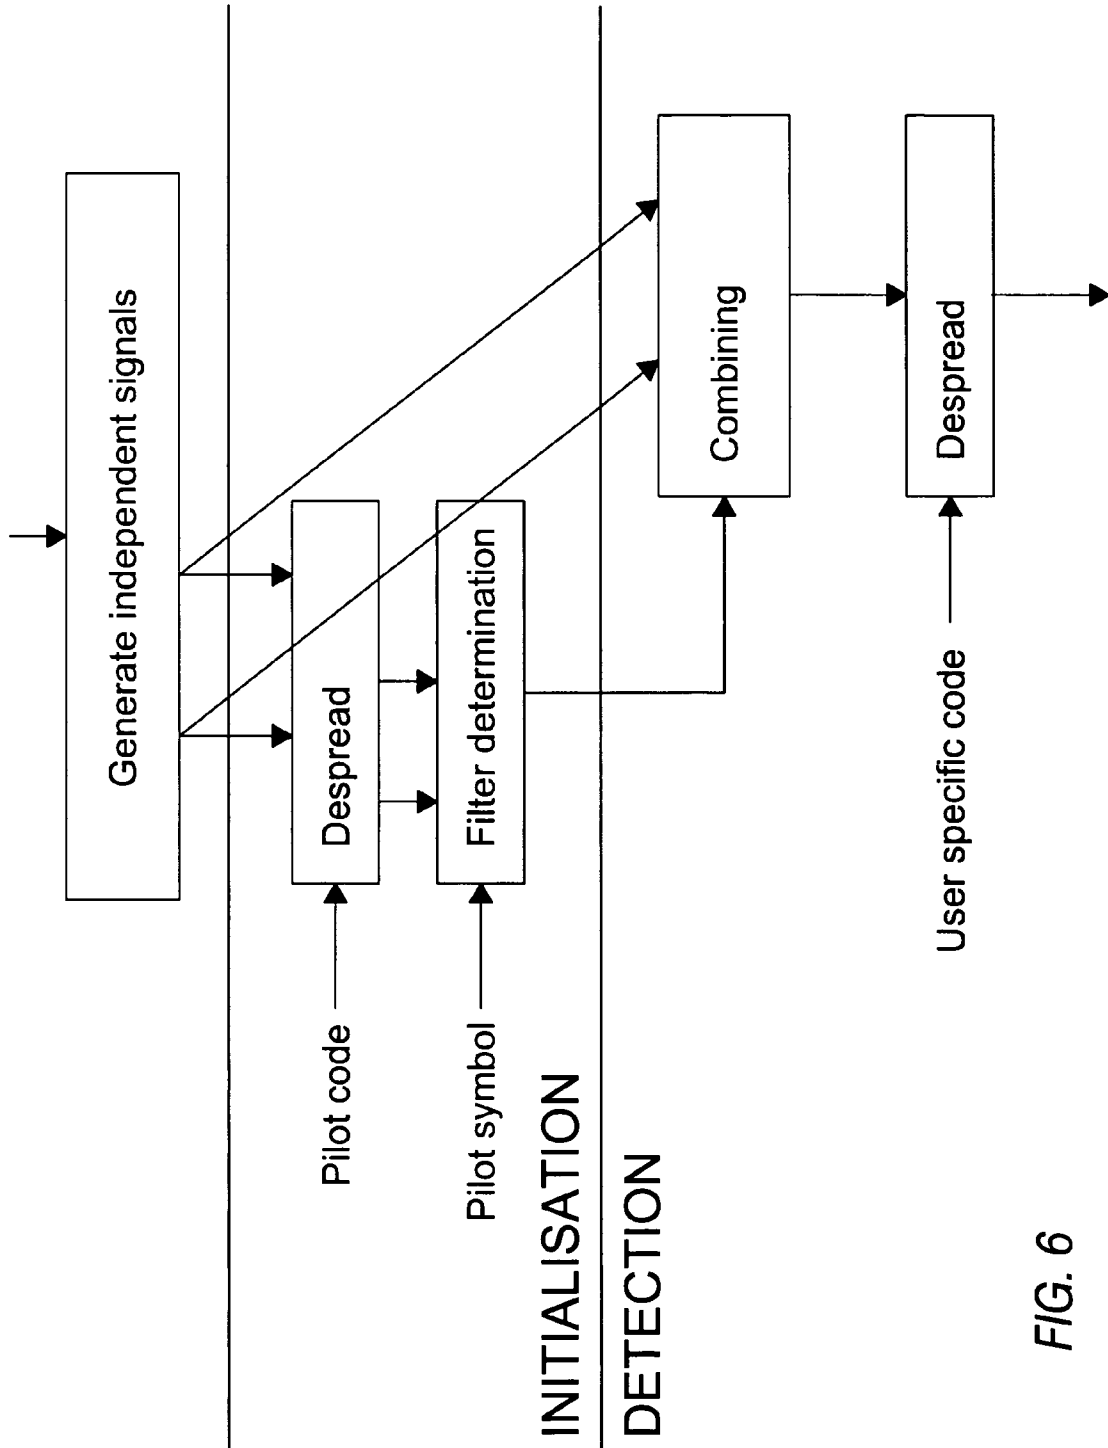 Generate independent signals
Pilot code
Despread
Pilot symbol
Filter determination
INITIALISATION
DETECTION
Combining
User specific code
Despread
FIG. 6